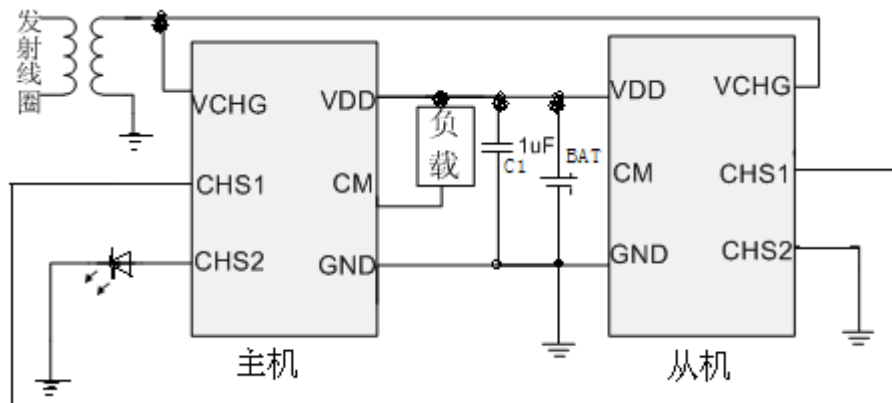 发射线圈
VCHG
CHS1
CHS2
VDD
CM
GND
主机
负载
1uF
C1
BAT
VDD
CM
GND
VCHG
CHS1
CHS2
从机